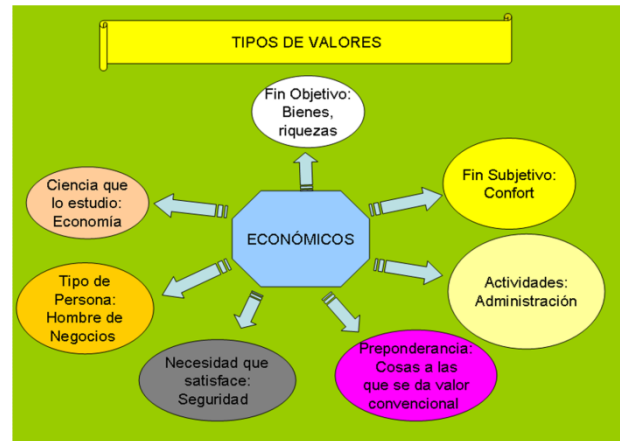 TIPOS DE VALORES
Fin Objetivo:
Bienes,
riquezas
Fin Subjetivo:
Confort
Ciencia que
lo estudio:
Economía
ECONÓMICOS
Actividades:
Administración
Tipo de
Persona:
Hombre de
Negocios
Necesidad que
satisface:
Seguridad
Preponderancia:
Cosas a las
que se da valor
convencional